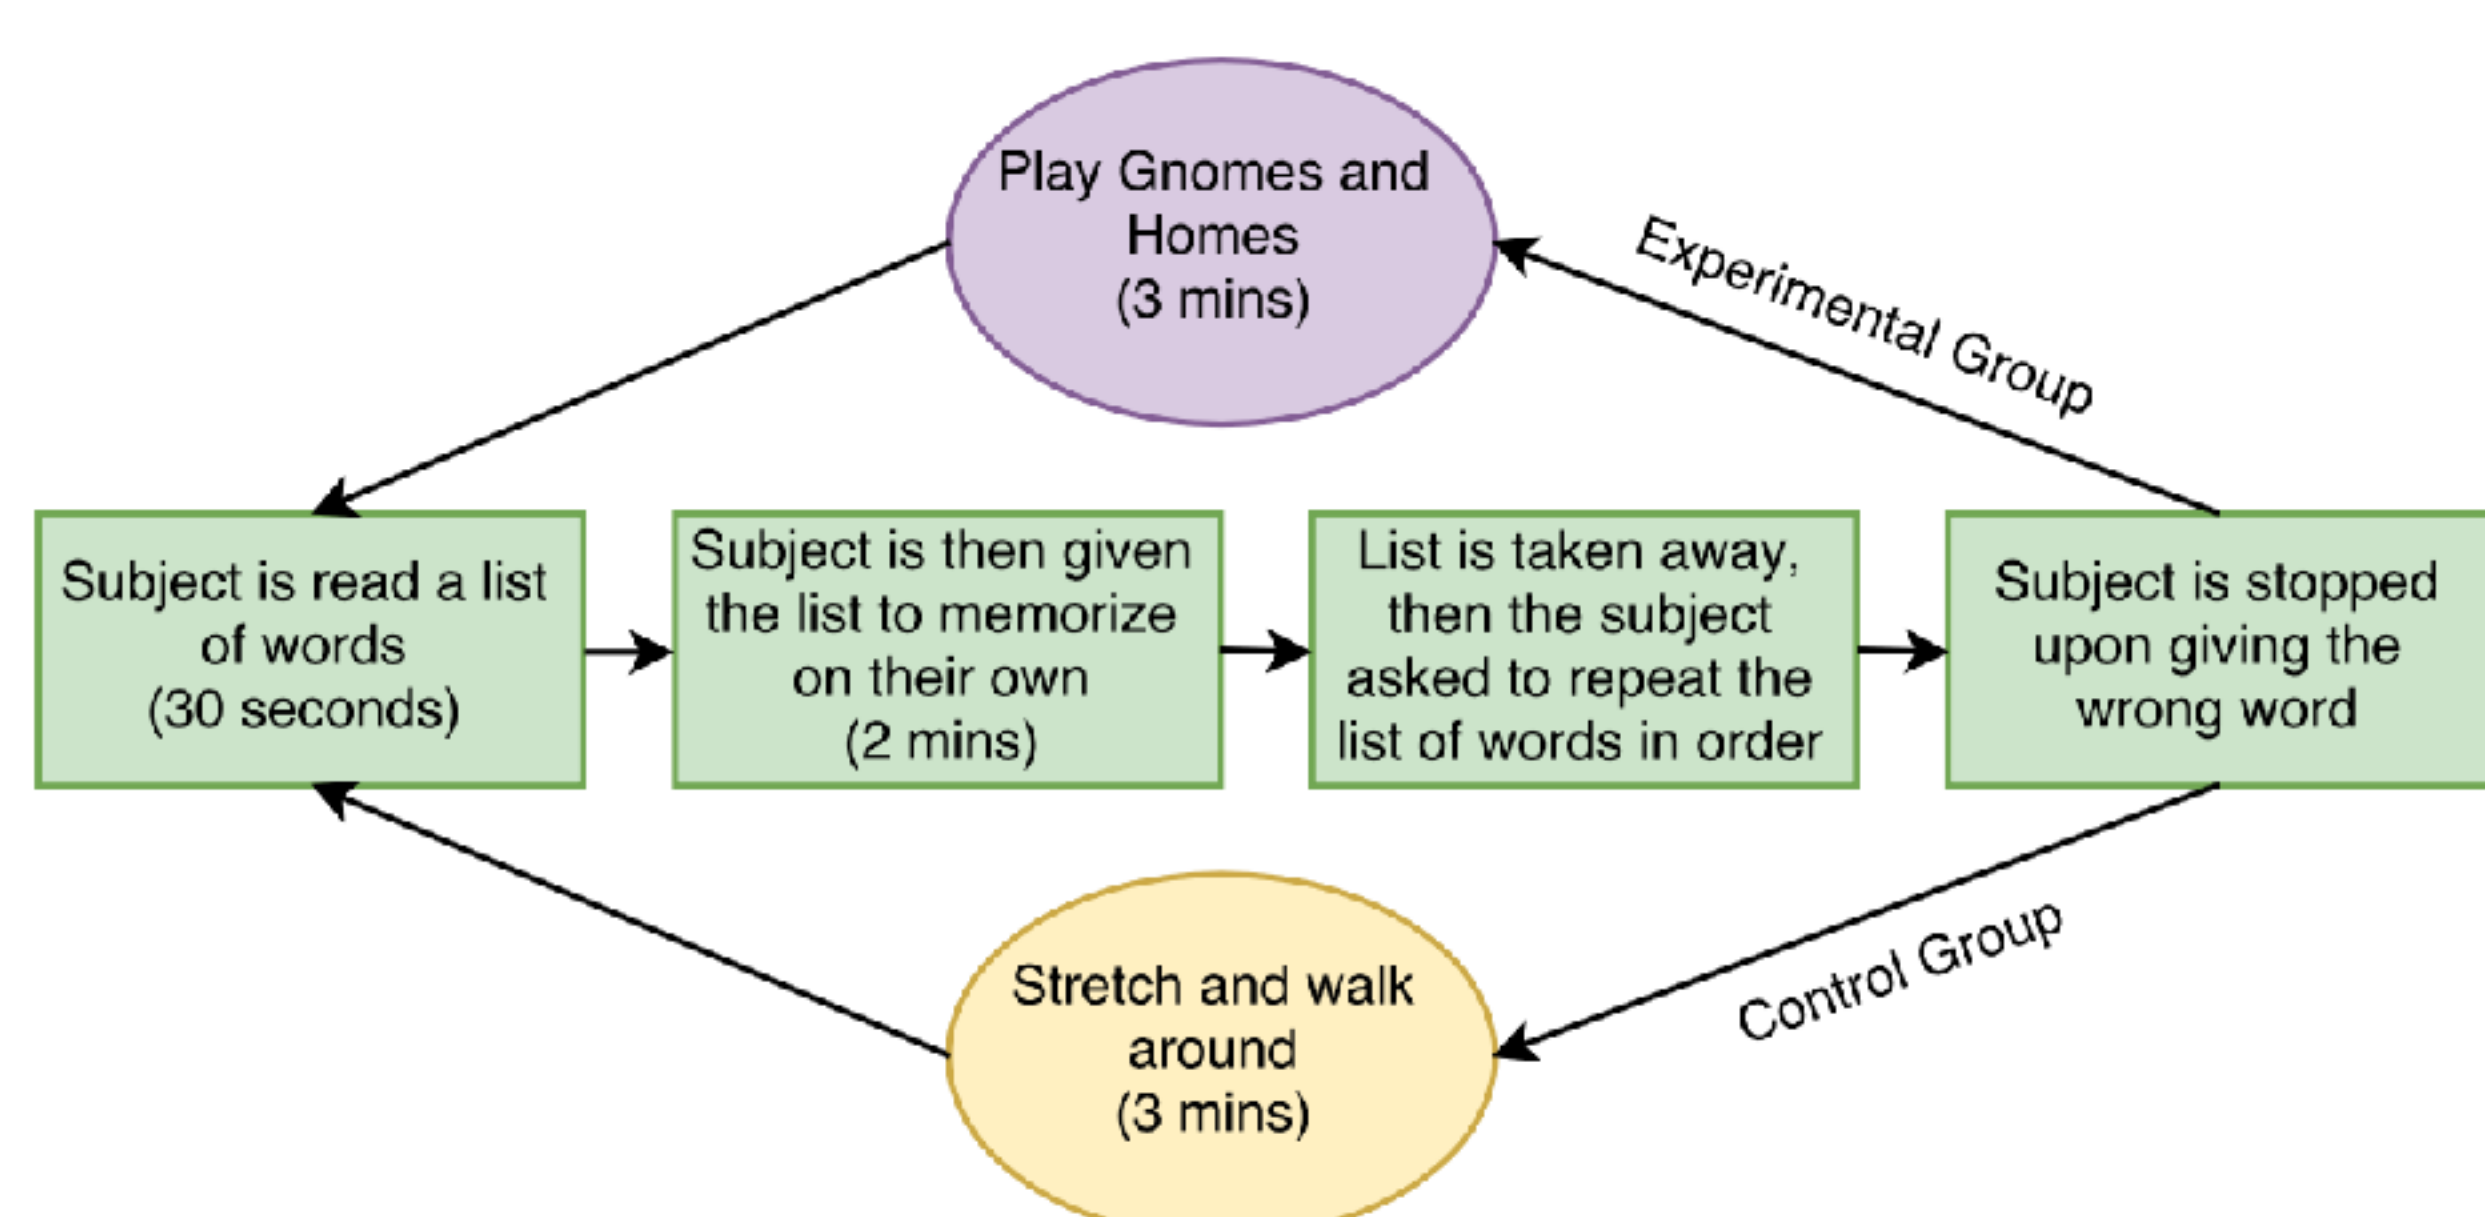 Play Gnomes and
Homes
(3 mins)
Experimental Group
Subject is read a list
of words
(30 seconds)
Subject is then given
the list to memorize
on their own
(2 mins)
List is taken away,
then the subject
asked to repeat the
list of words in order
Subject is stopped
upon giving the
wrong word
Control Group
Stretch and walk
around
(3 mins)